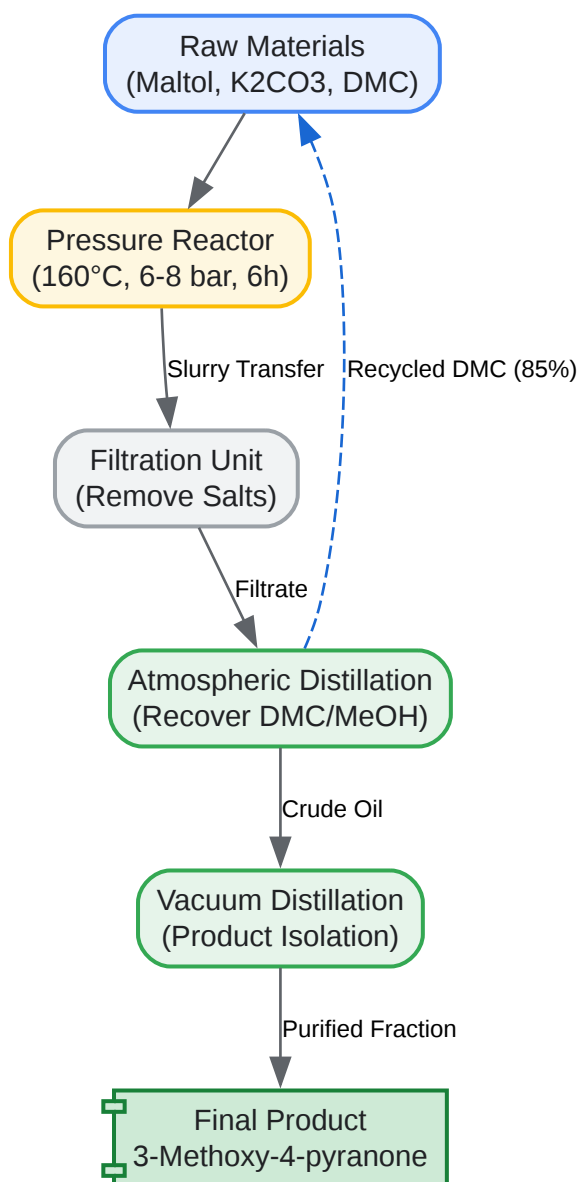 Raw Materials
(Maltol, K2CO3, DMC)
Pressure Reactor
(160°C, 6-8 bar, 6h)
Slurry Transfer
Recycled DMC (85%)
Filtration Unit
(Remove Salts)
Filtrate
Atmospheric Distillation
(Recover DMC/MeOH)
Crude Oil
Vacuum Distillation
(Product Isolation)
Purified Fraction
Final Product
3-Methoxy-4-pyranone